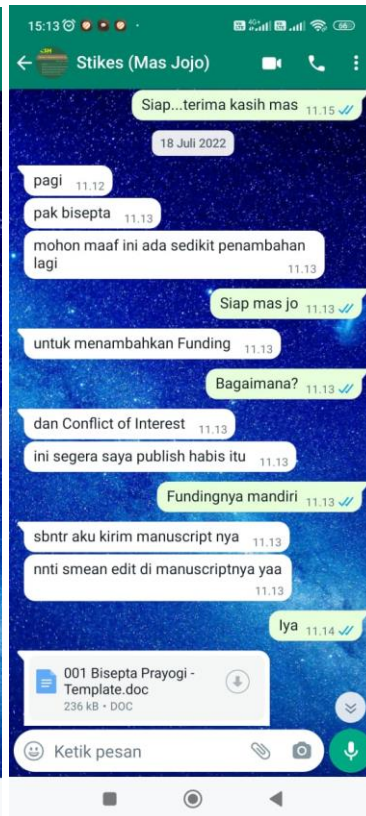 15:13
4G
66
Stikes (Mas Jojo)
Siap...terima kasih mas 11.15
18 Juli 2022
pagi 11.12
pak bisepta 11.13
mohon maaf ini ada sedikit penambahan
lagi
11.13
Siap mas jo 11.13
untuk menambahkan Funding 11.13
Bagaimana? 11.13
dan Conflict of Interest 11.13
ini segera saya publish habis itu 11.13
Fundingnya mandiri 11.13
sbntr aku kirim manuscript nya 11.13
nnti smean edit di manuscriptnya yaa
11.13
Iya 11.14
001 Bisepta Prayogi -
Template.doc
236 kB • DOC
Ketik pesan